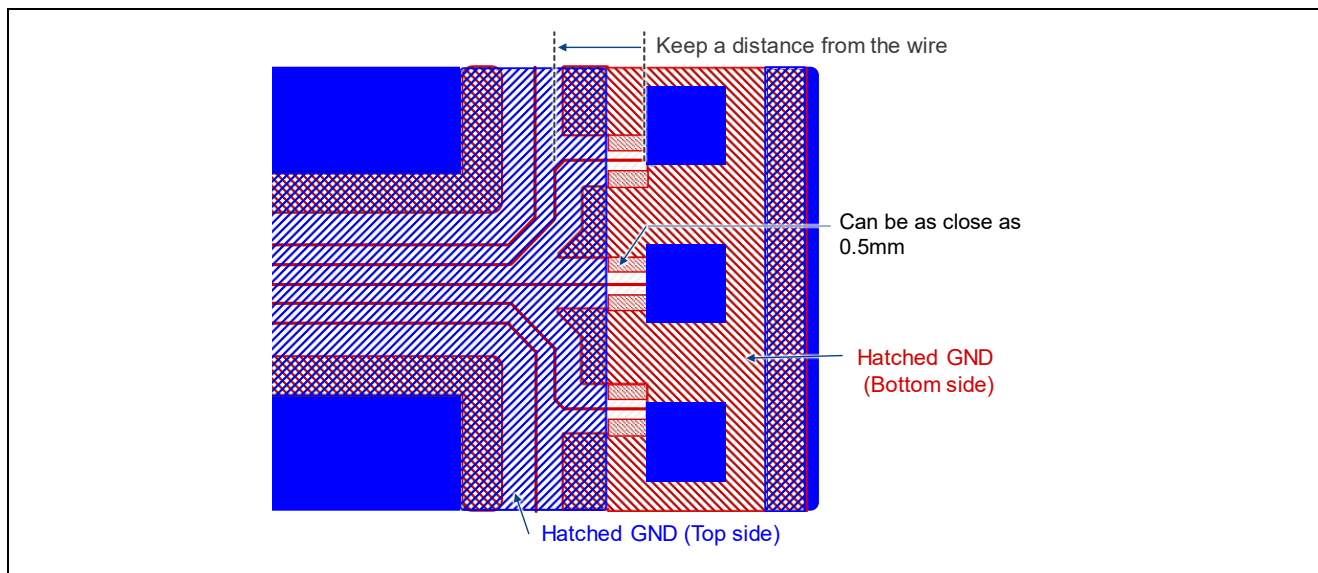 Keep a distance from the wire
Can be as close as
0.5mm
Hatched GND
(Bottom side)
Hatched GND (Top side)